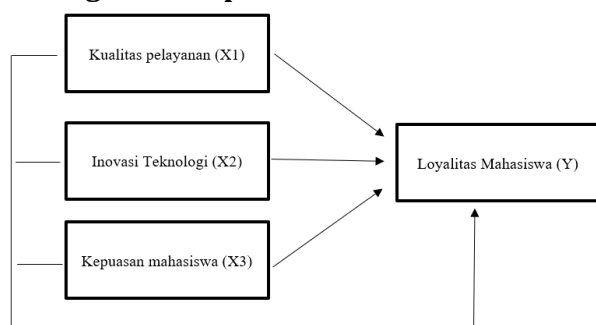 Kualitas pelayanan (X1)
Inovasi Teknologi (X2)
Loyalitas Mahasiswa (Y)
Kepuasan mahasiswa (X3)